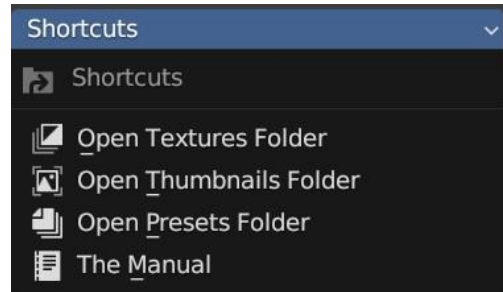 Shortcuts
Shortcuts
Open Textures Folder
Open Thumbnails Folder
Open Presets Folder
The Manual